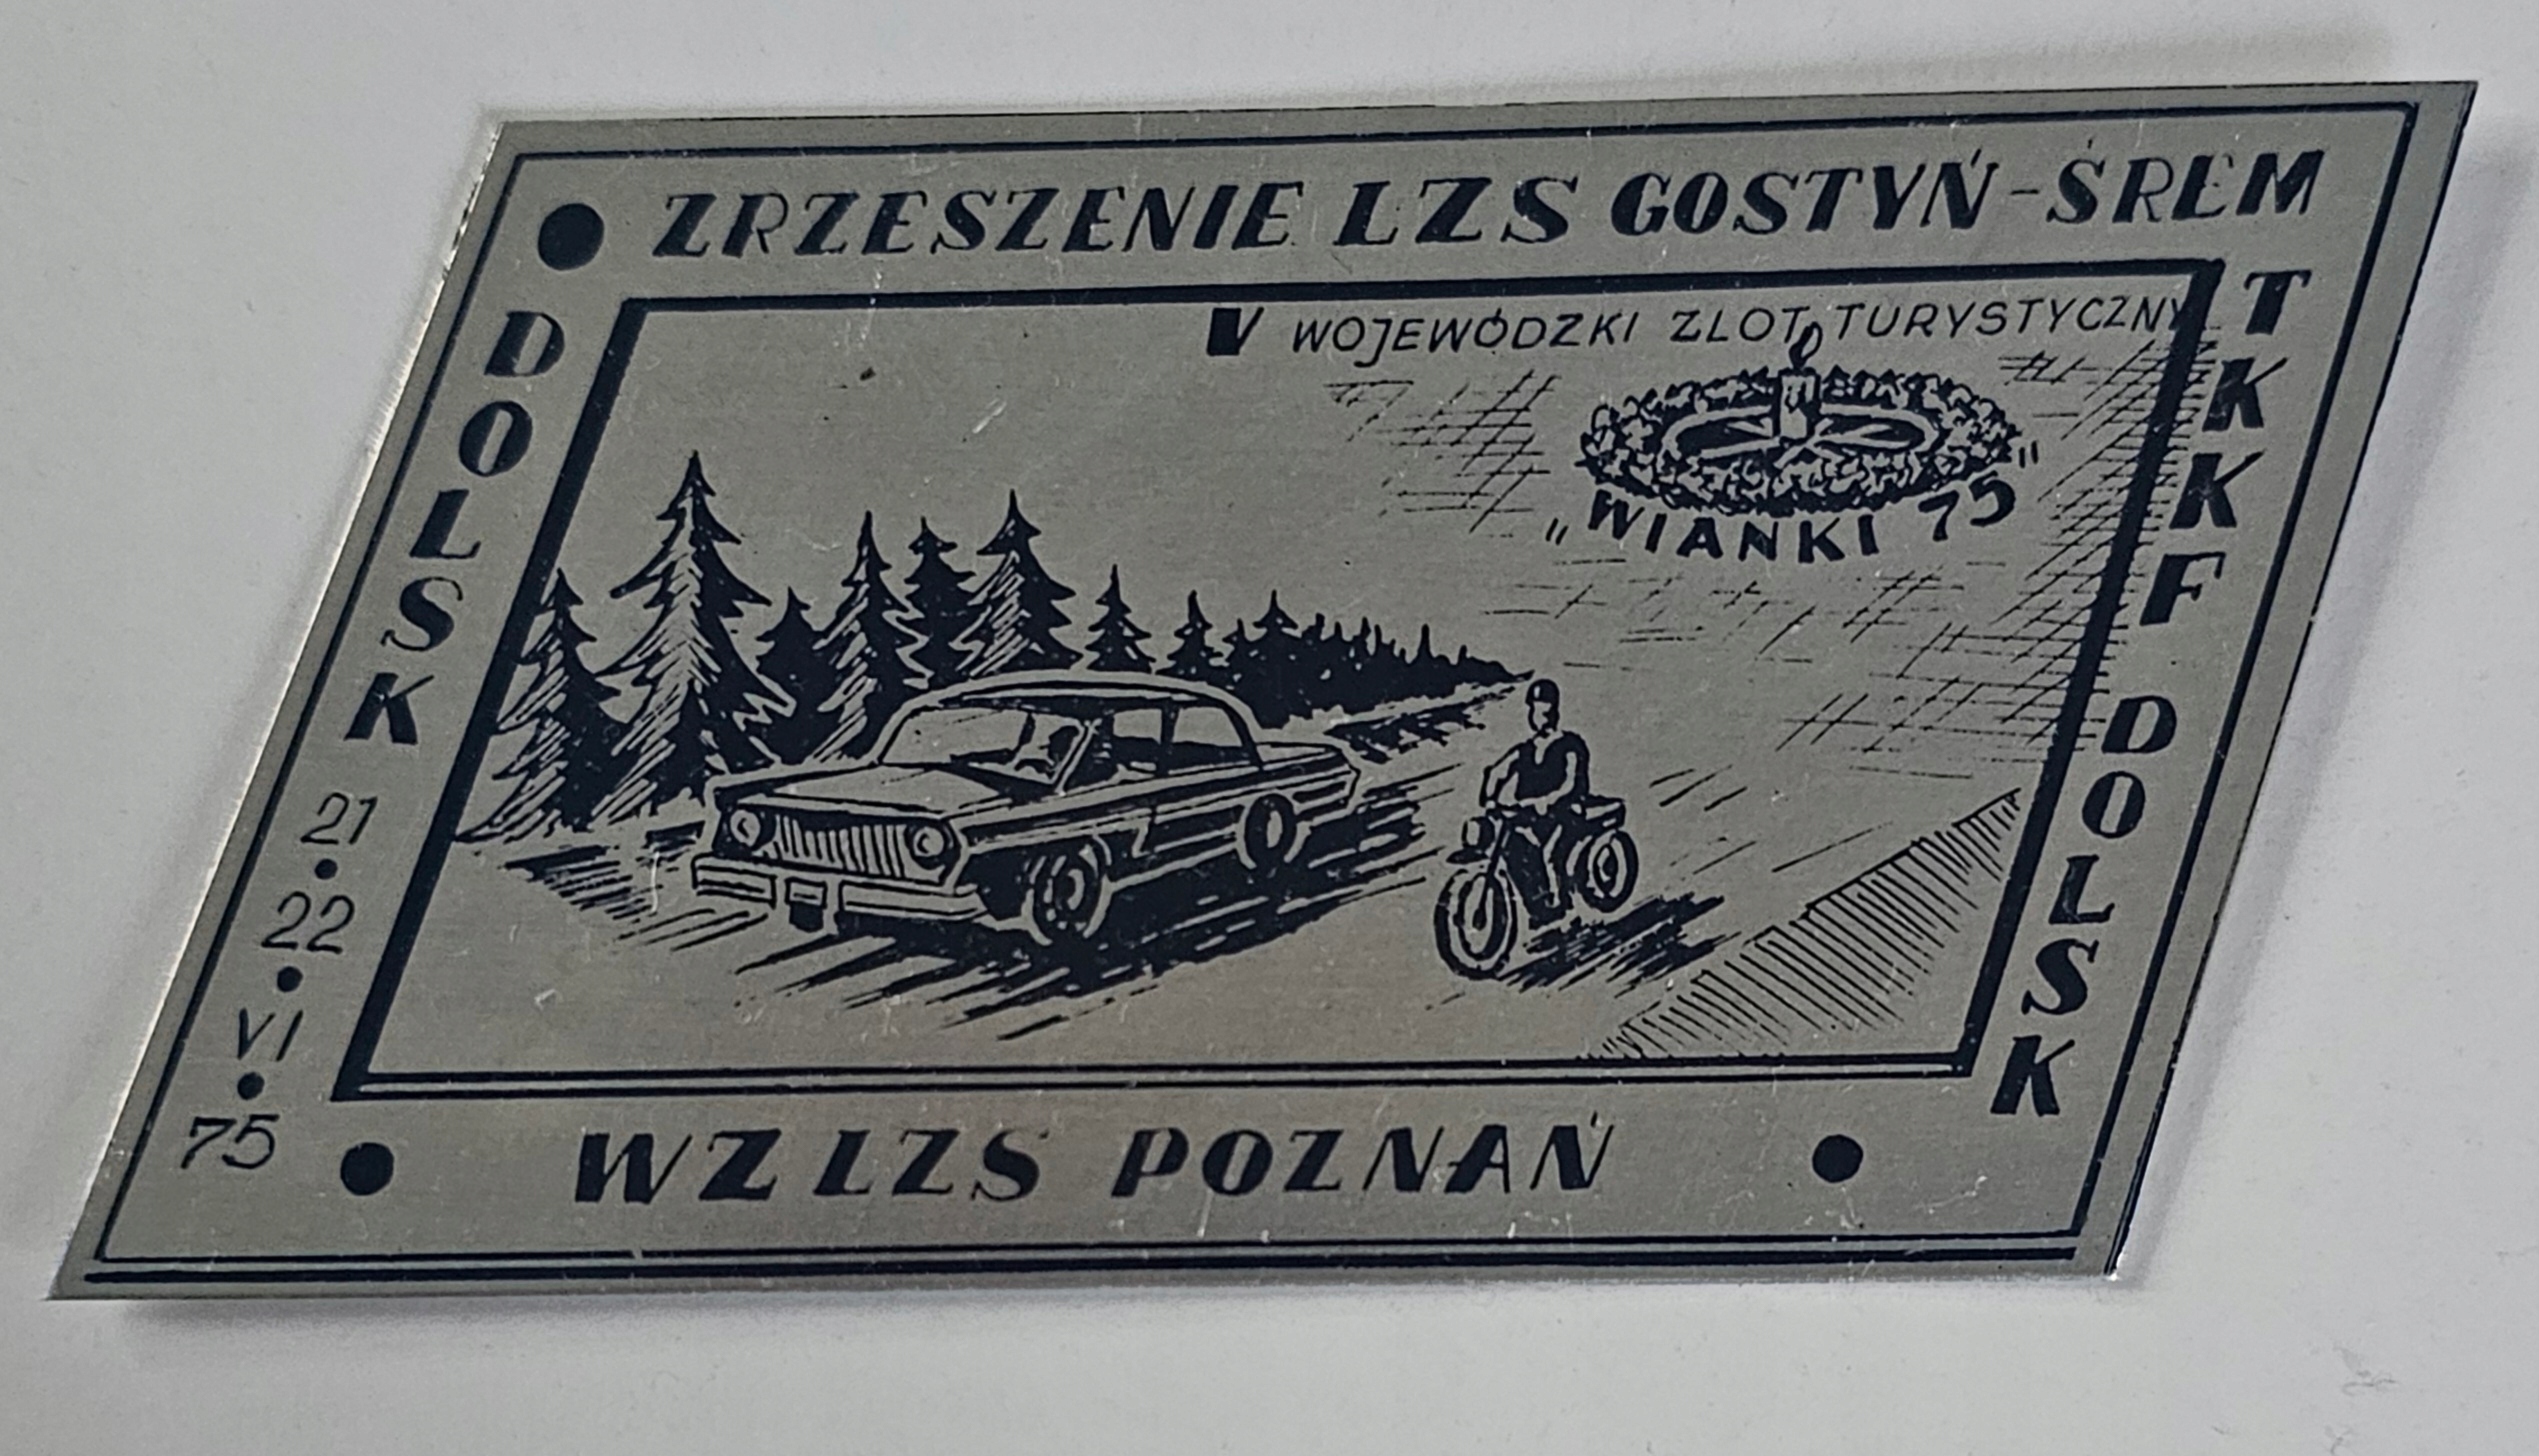 ZRZESZENIE LZS GOSTYŃ-ŚREM
DOLSK
21
•
22
•
VI
•
75
V WOJEWÓDZKI ZLOT TURYSTYCZNY
„WIANKI 75"
TKKF DOLSK
WZ LZS POZNAŃ